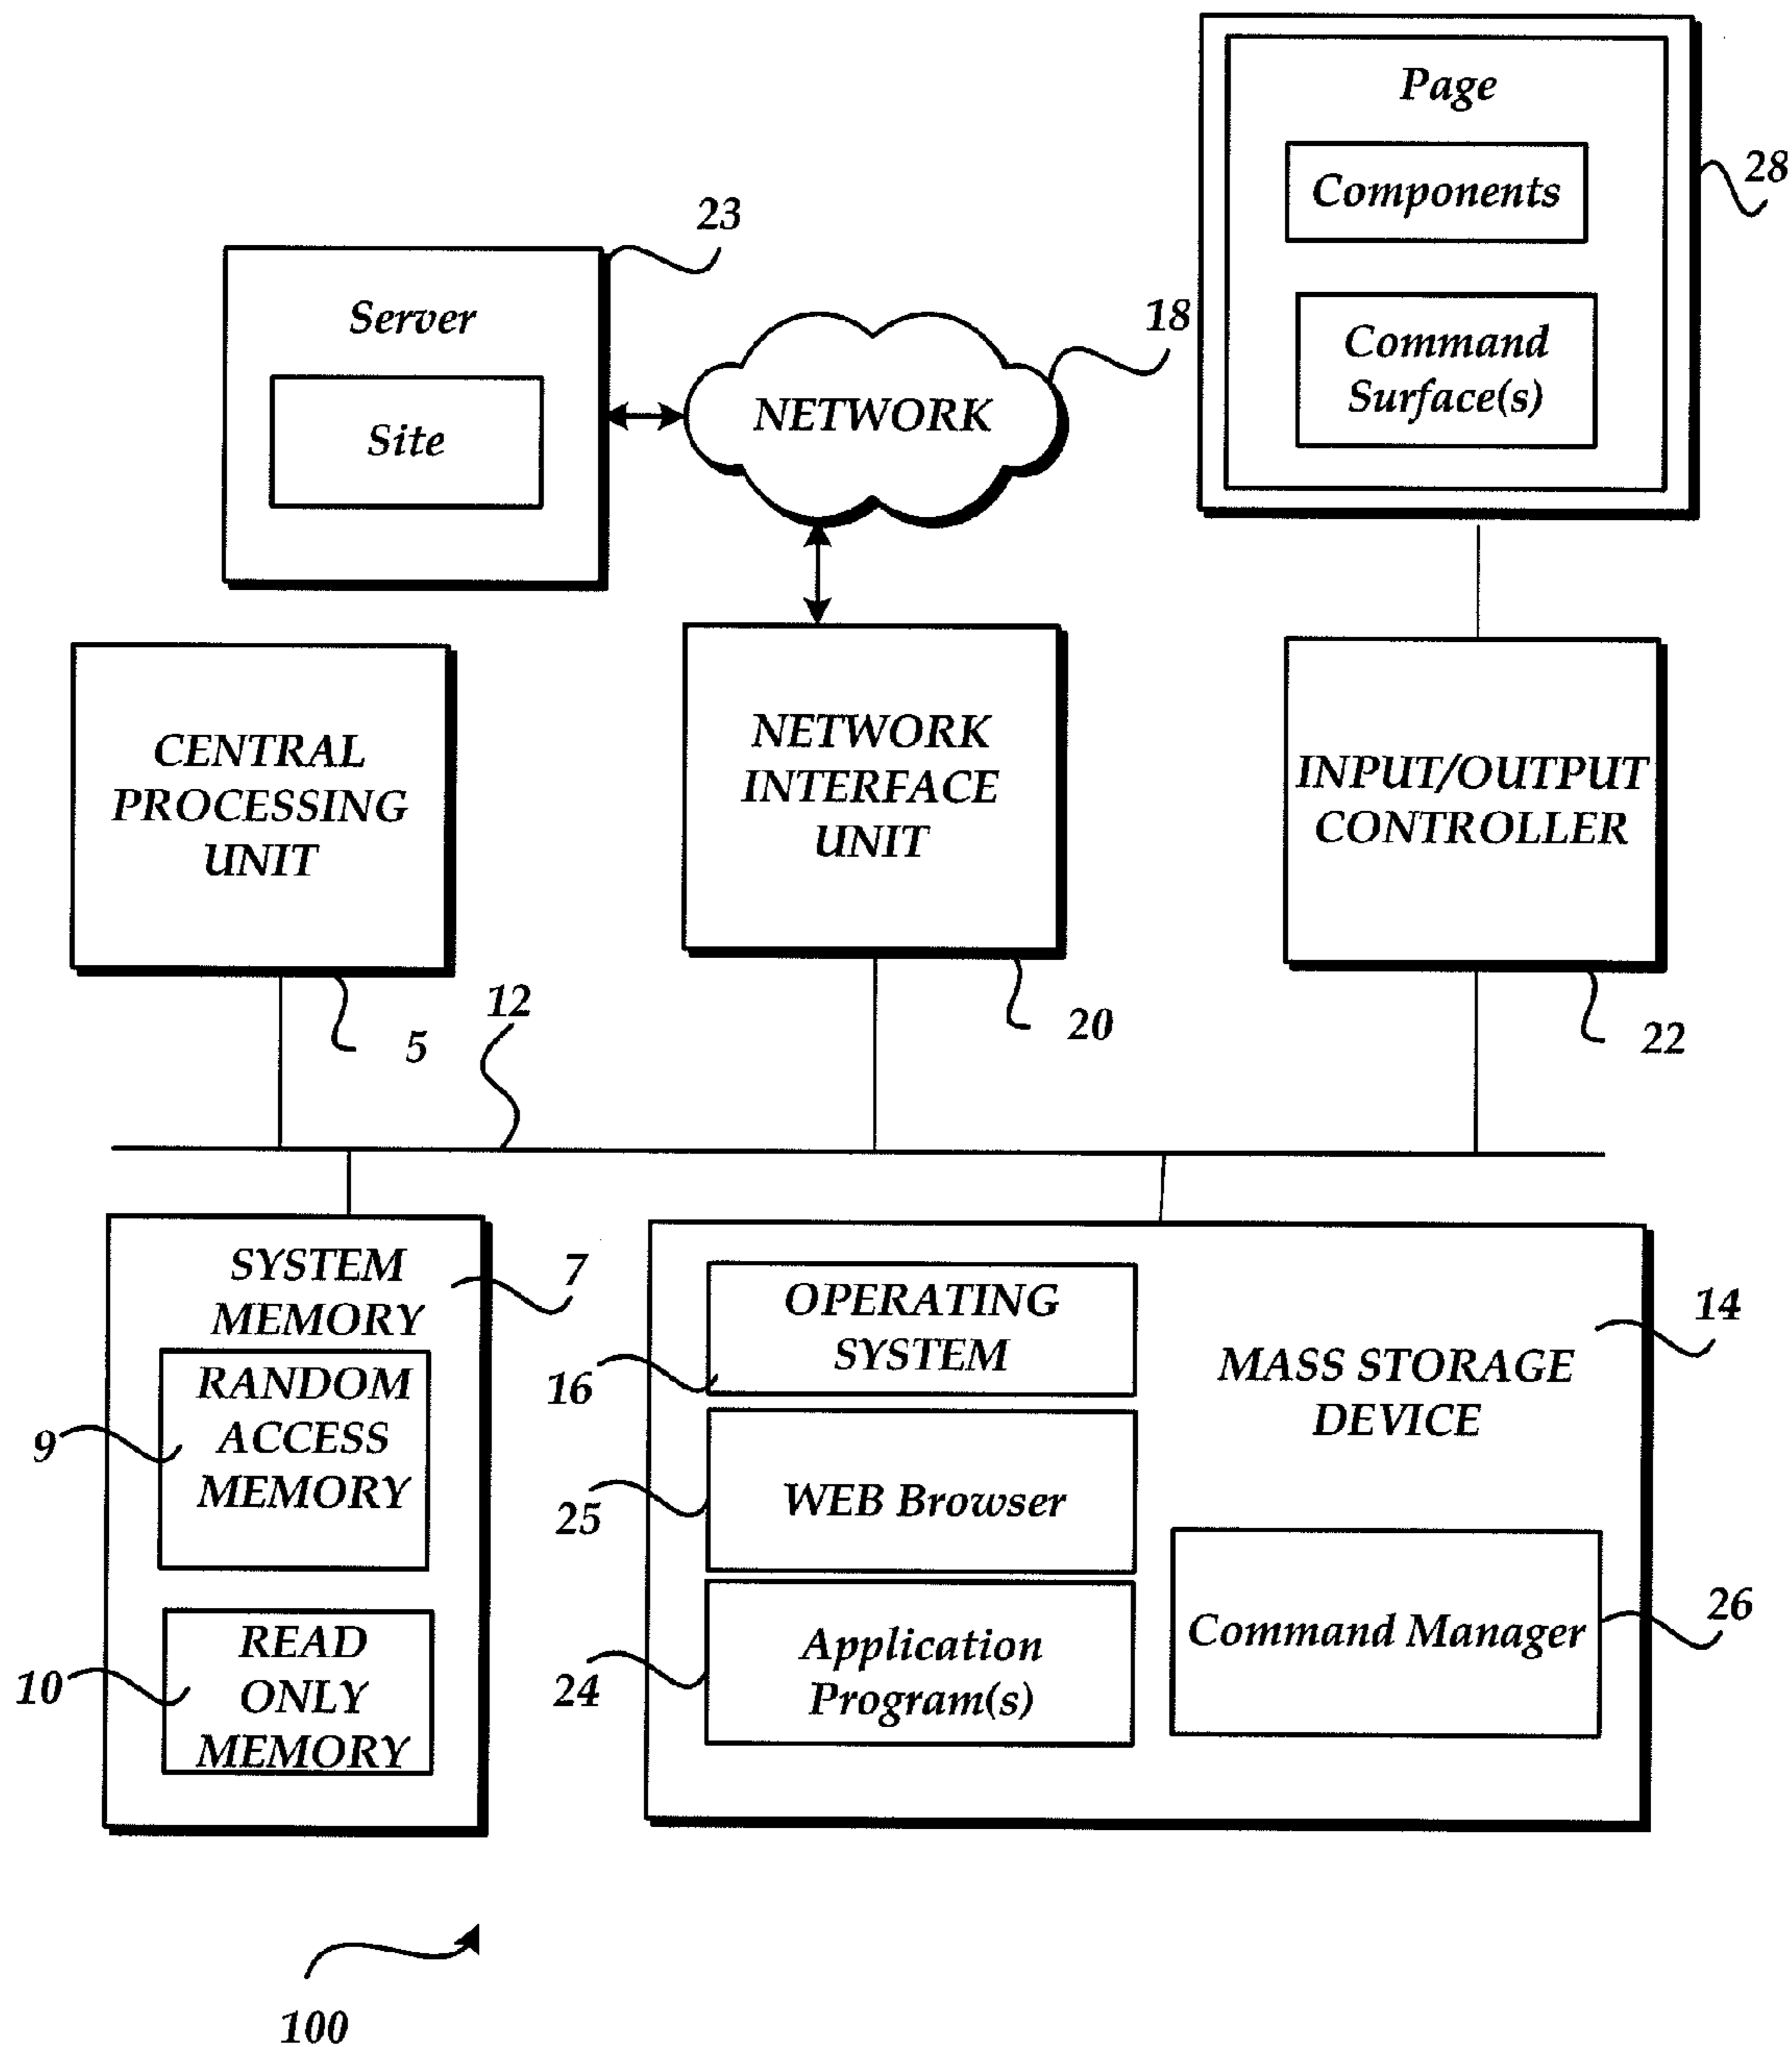 Page
Components
28
Command
Surface(s)
23
Server
Site
18
NETWORK
CENTRAL
PROCESSING
UNIT
NETWORK
INTERFACE
UNIT
INPUT/OUTPUT
CONTROLLER
5
12
20
22
SYSTEM
MEMORY
7
RANDOM
ACCESS
MEMORY
9
READ
ONLY
MEMORY
10
OPERATING
SYSTEM
16
MASS STORAGE
DEVICE
14
WEB Browser
25
Application
Program(s)
24
Command Manager
26
100